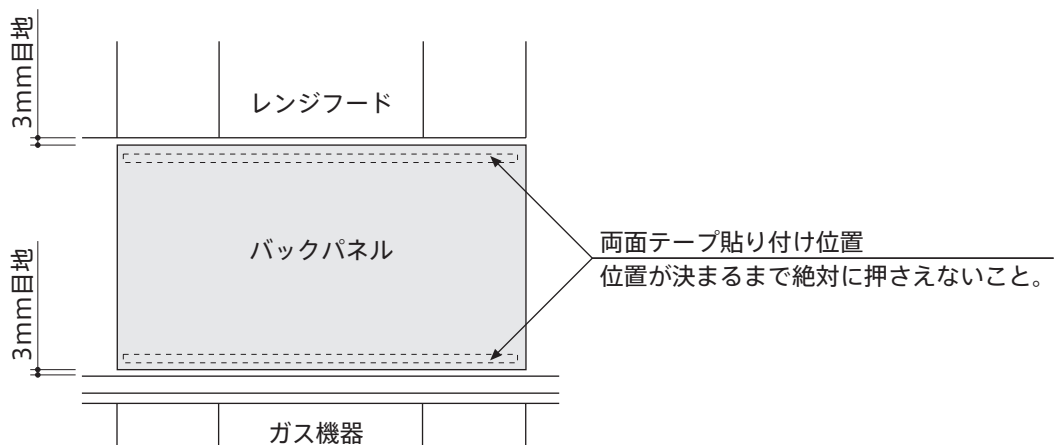 3mm目地
レンジフード
バックパネル
両面テープ貼り付け位置
位置が決まるまで絶対に押さえないこと。
3mm目地
ガス機器